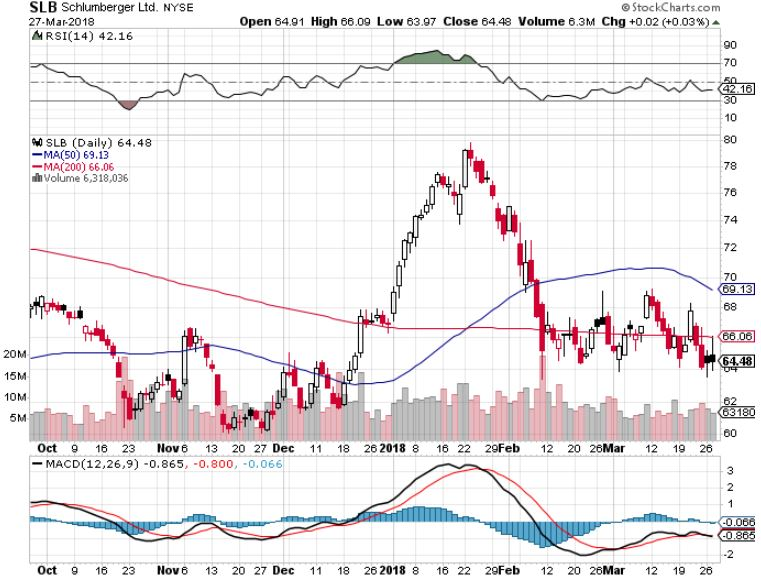 SLB Schlumberger Ltd. NYSE © StockCharts.com
27-Mar-2018 Open 64.91 High 66.09 Low 63.97 Close 64.48 Volume 6.3M Chg +0.02 (+0.03%)
RSI(14) 42.16
90
70
50
42.16
30
10
SLB (Daily) 64.48
MA(50) 69.13
MA(200) 66.06
Volume 6,318,036
80
78
76
74
72
70
69.13
68
66.06
64.48
64
62
63180
60
20M
15M
10M
5M
Oct 9 16 23 Nov 6 13 20 27 Dec 11 18 26 2018 8 16 22 29 Feb 12 20 26 Mar 12 19 26
MACD(12,26,9) -0.865, -0.800, -0.066
3
2
1
-0.066
-0.865
-2
Oct 9 16 23 Nov 6 13 20 27 Dec 11 18 26 2018 8 16 22 29 Feb 12 20 26 Mar 12 19 26